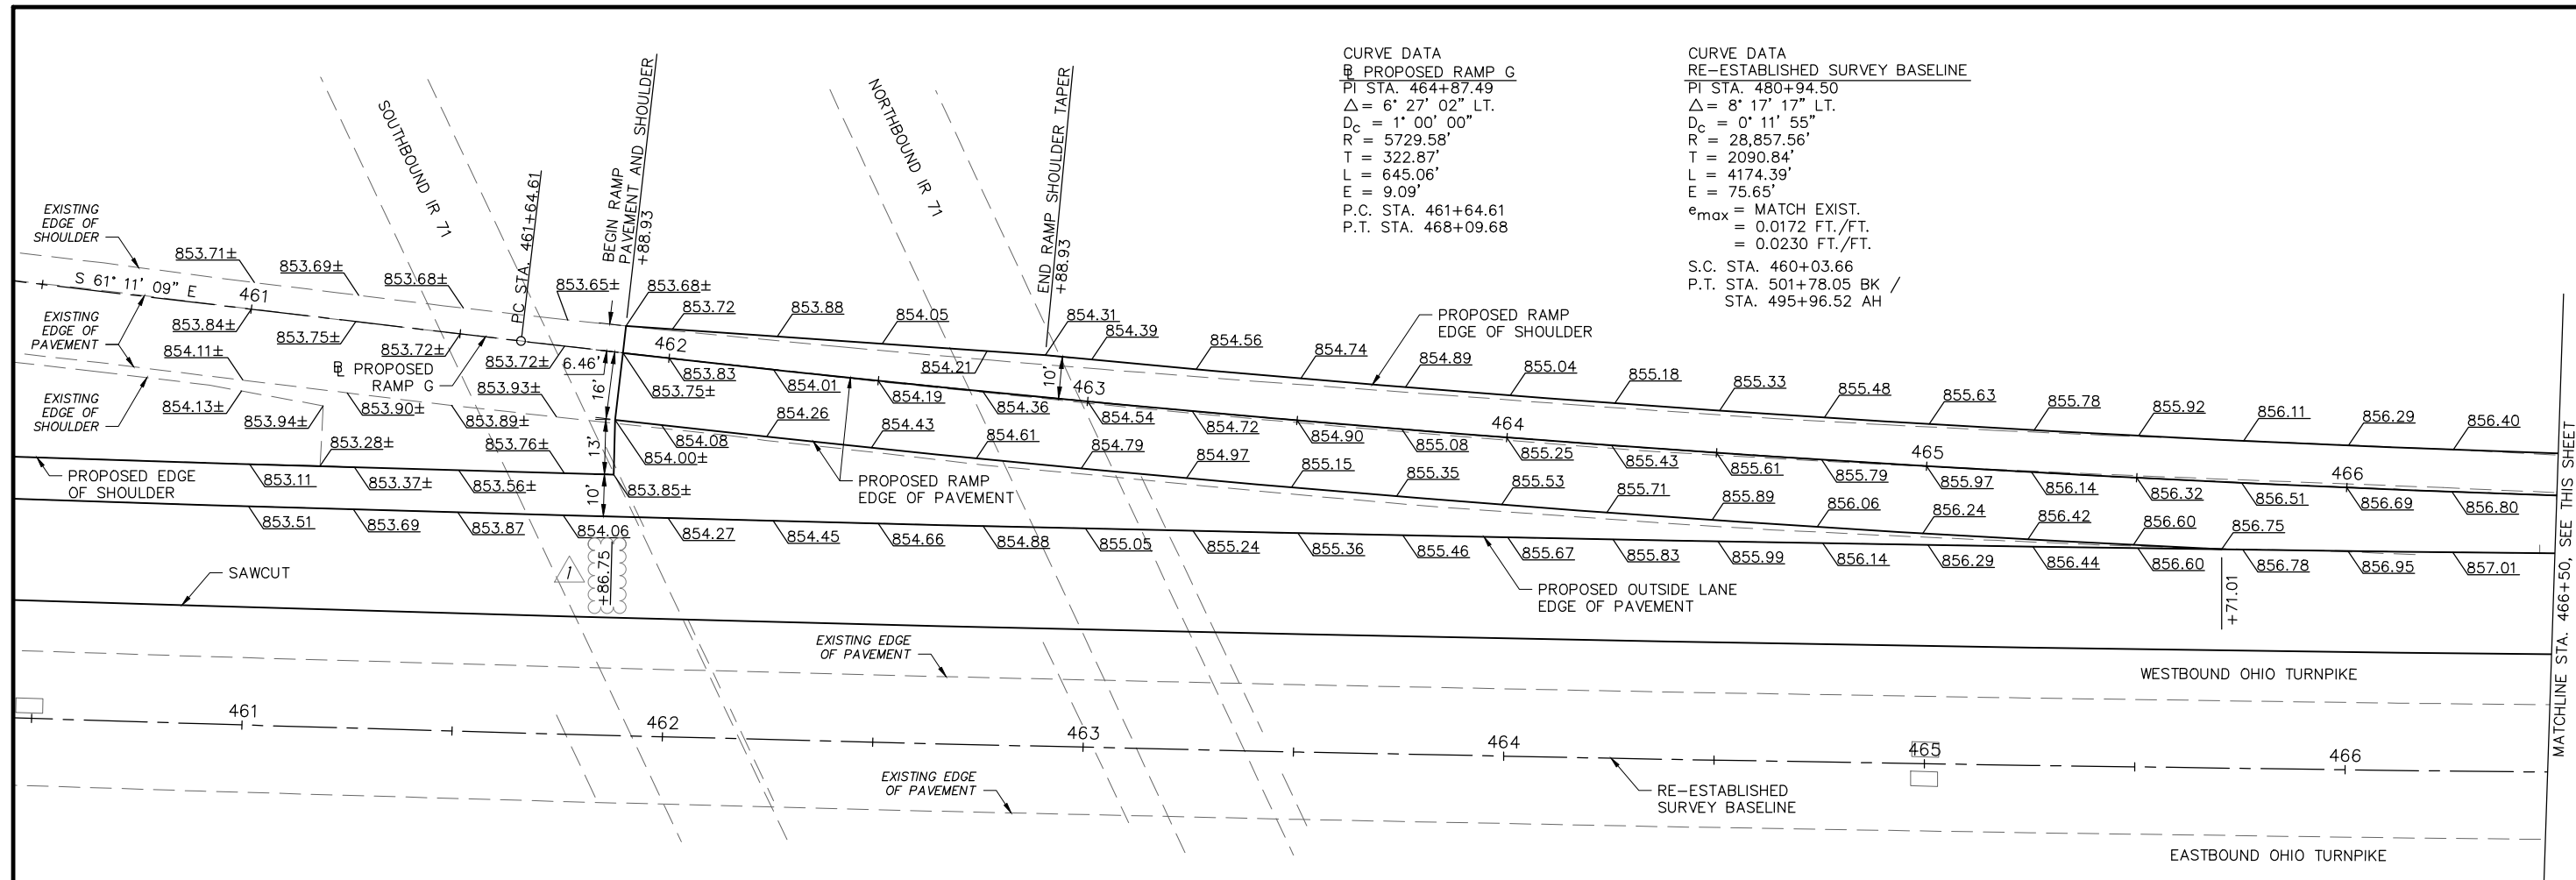 CURVE DATA
B/L PROPOSED RAMP G
PI STA. 464+87.49
△= 6° 27' 02" LT.
Dc = 1° 00' 00"
R = 5729.58'
T = 322.87'
L = 645.06'
E = 9.09'
P.C. STA. 461+64.61
P.T. STA. 468+09.68
CURVE DATA
RE-ESTABLISHED SURVEY BASELINE
PI STA. 480+94.50
△= 8° 17' 17" LT.
Dc = 0° 11' 55"
R = 28,857.56'
T = 2090.84'
L = 4174.39'
E = 75.65'
emax = MATCH EXIST.
= 0.0172 FT./FT.
= 0.0230 FT./FT.
S.C. STA. 460+03.66
P.T. STA. 501+78.05 BK /
STA. 495+96.52 AH
SOUTHBOUND IR 71
NORTHBOUND IR 71
P.C. STA. 461+64.61
BEGIN RAMP
PAVEMENT AND SHOULDER
+88.93
END RAMP SHOULDER TAPER
+88.93
EXISTING
EDGE OF
SHOULDER
853.71±
853.69±
853.68±
853.65±
853.68±
853.72
853.88
854.05
854.21
854.31
854.39
854.56
854.74
854.89
855.04
855.18
855.33
855.48
855.63
855.78
855.92
856.11
856.29
856.40
PROPOSED RAMP
EDGE OF SHOULDER
S 61° 11' 09" E
461
462
463
464
465
466
EXISTING
EDGE OF
PAVEMENT
853.84±
853.75±
853.72±
853.72±
6.46'
853.75±
853.83
854.01
854.19
854.36
854.54
854.72
854.90
855.08
855.25
855.43
855.61
855.79
855.97
856.14
856.32
856.51
856.69
856.80
10'
16'
13'
10'
B/L PROPOSED
RAMP G
854.11±
853.90±
853.89±
853.93±
854.00±
854.08
854.26
854.43
854.61
854.79
854.97
855.15
855.35
855.53
855.71
855.89
856.06
856.24
856.42
856.60
856.75
EXISTING
EDGE OF
SHOULDER
854.13±
853.94±
853.28±
853.76±
853.85±
PROPOSED EDGE
OF SHOULDER
853.11
853.37±
853.56±
PROPOSED RAMP
EDGE OF PAVEMENT
853.51
853.69
853.87
854.06
854.27
854.45
854.66
854.88
855.05
855.24
855.36
855.46
855.67
855.83
855.99
856.14
856.29
856.44
856.60
856.78
856.95
857.01
1
+86.75
+71.01
SAWCUT
PROPOSED OUTSIDE LANE
EDGE OF PAVEMENT
EXISTING EDGE
OF PAVEMENT
WESTBOUND OHIO TURNPIKE
461
462
463
464
465
466
EXISTING EDGE
OF PAVEMENT
RE-ESTABLISHED
SURVEY BASELINE
EASTBOUND OHIO TURNPIKE
MATCHLINE STA. 466+50, SEE THIS SHEET